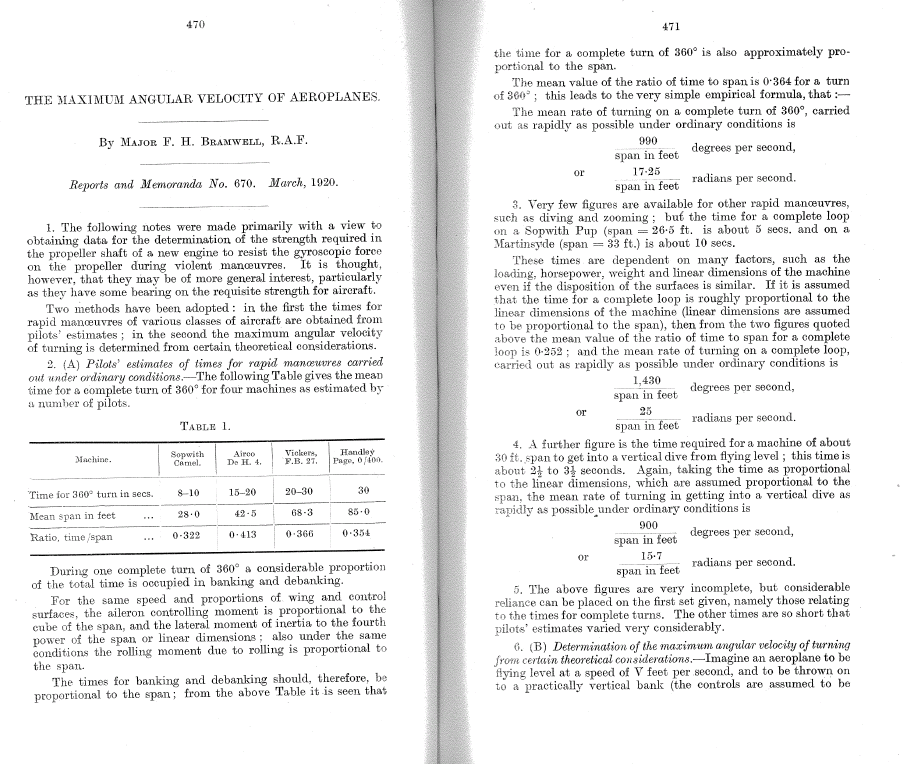 470
THE MAXIMUM ANGULAR VELOCITY OF AEROPLANES.
By Major F. H. Bramwell, R.A.F.
Reports and Memoranda No. 670. March, 1920.
1. The following notes were made primarily with a view to
obtaining data for the determination of the strength required in
the propeller shaft of a new engine to resist the gyroscopic force
on the propeller during violent manœuvres. It is thought,
however, that they may be of more general interest, particularly
as they have some bearing on the requisite strength for aircraft.
Two methods have been adopted : in the first the times for
rapid manœuvres of various classes of aircraft are obtained from
pilots' estimates ; in the second the maximum angular velocity
of turning is determined from certain theoretical considerations.
2. (A) Pilots' estimates of times for rapid manœuvres carried
out under ordinary conditions.—The following Table gives the mean
time for a complete turn of 360° for four machines as estimated by
a number of pilots.
Table 1.
Machine. Sopwith Camel. Airco De H. 4. Vickers, F.B. 27. Handley Page, 0/400.
Time for 360° turn in secs. 8–10 15–20 20–30 30
Mean span in feet ... 28·0 42·5 68·3 85·0
Ratio, time/span ... 0·322 0·413 0·366 0·354
During one complete turn of 360° a considerable proportion
of the total time is occupied in banking and debanking.
For the same speed and proportions of wing and control
surfaces, the aileron controlling moment is proportional to the
cube of the span, and the lateral moment of inertia to the fourth
power of the span or linear dimensions ; also under the same
conditions the rolling moment due to rolling is proportional to
the span.
The times for banking and debanking should, therefore, be
proportional to the span ; from the above Table it is seen that
471
the time for a complete turn of 360° is also approximately pro-
portional to the span.
The mean value of the ratio of time to span is 0·364 for a turn
of 360° ; this leads to the very simple empirical formula, that :—
The mean rate of turning on a complete turn of 360°, carried
out as rapidly as possible under ordinary conditions is
990
span in feet degrees per second,
or 17·25
span in feet radians per second.
3. Very few figures are available for other rapid manœuvres,
such as diving and zooming ; but the time for a complete loop
on a Sopwith Pup (span = 26·5 ft. is about 5 secs. and on a
Martinsyde (span = 33 ft.) is about 10 secs.
These times are dependent on many factors, such as the
loading, horsepower, weight and linear dimensions of the machine
even if the disposition of the surfaces is similar. If it is assumed
that the time for a complete loop is roughly proportional to the
linear dimensions of the machine (linear dimensions are assumed
to be proportional to the span), then from the two figures quoted
above the mean value of the ratio of time to span for a complete
loop is 0·252 ; and the mean rate of turning on a complete loop,
carried out as rapidly as possible under ordinary conditions is
1,430
span in feet degrees per second,
or 25
span in feet radians per second.
4. A further figure is the time required for a machine of about
30 ft. span to get into a vertical dive from flying level ; this time is
about 2½ to 3½ seconds. Again, taking the time as proportional
to the linear dimensions, which are assumed proportional to the
span, the mean rate of turning in getting into a vertical dive as
rapidly as possible under ordinary conditions is
900
span in feet degrees per second,
or 15·7
span in feet radians per second.
5. The above figures are very incomplete, but considerable
reliance can be placed on the first set given, namely those relating
to the times for complete turns. The other times are so short that
pilots' estimates varied very considerably.
6. (B) Determination of the maximum angular velocity of turning
from certain theoretical considerations.—Imagine an aeroplane to be
flying level at a speed of V feet per second, and to be thrown on
to a practically vertical bank (the controls are assumed to be